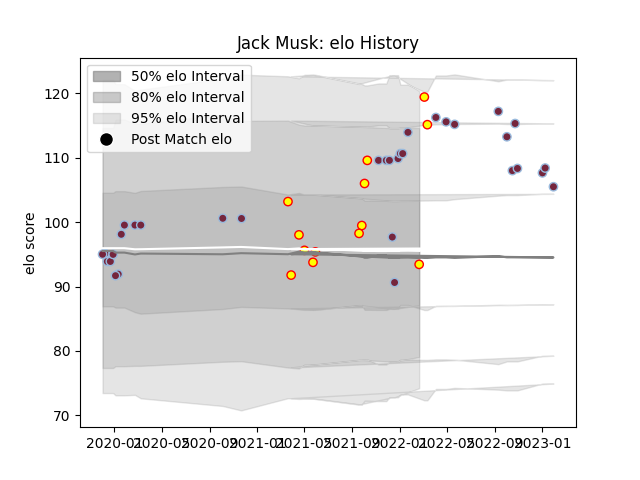 Jack Musk: elo History
50% elo Interval
80% elo Interval
95% elo Interval
Post Match elo
elo score
120
110
100
90
80
70
2020-01 2020-05 2020-09 2021-01 2021-05 2021-09 2022-01 2022-05 2022-09 2023-01